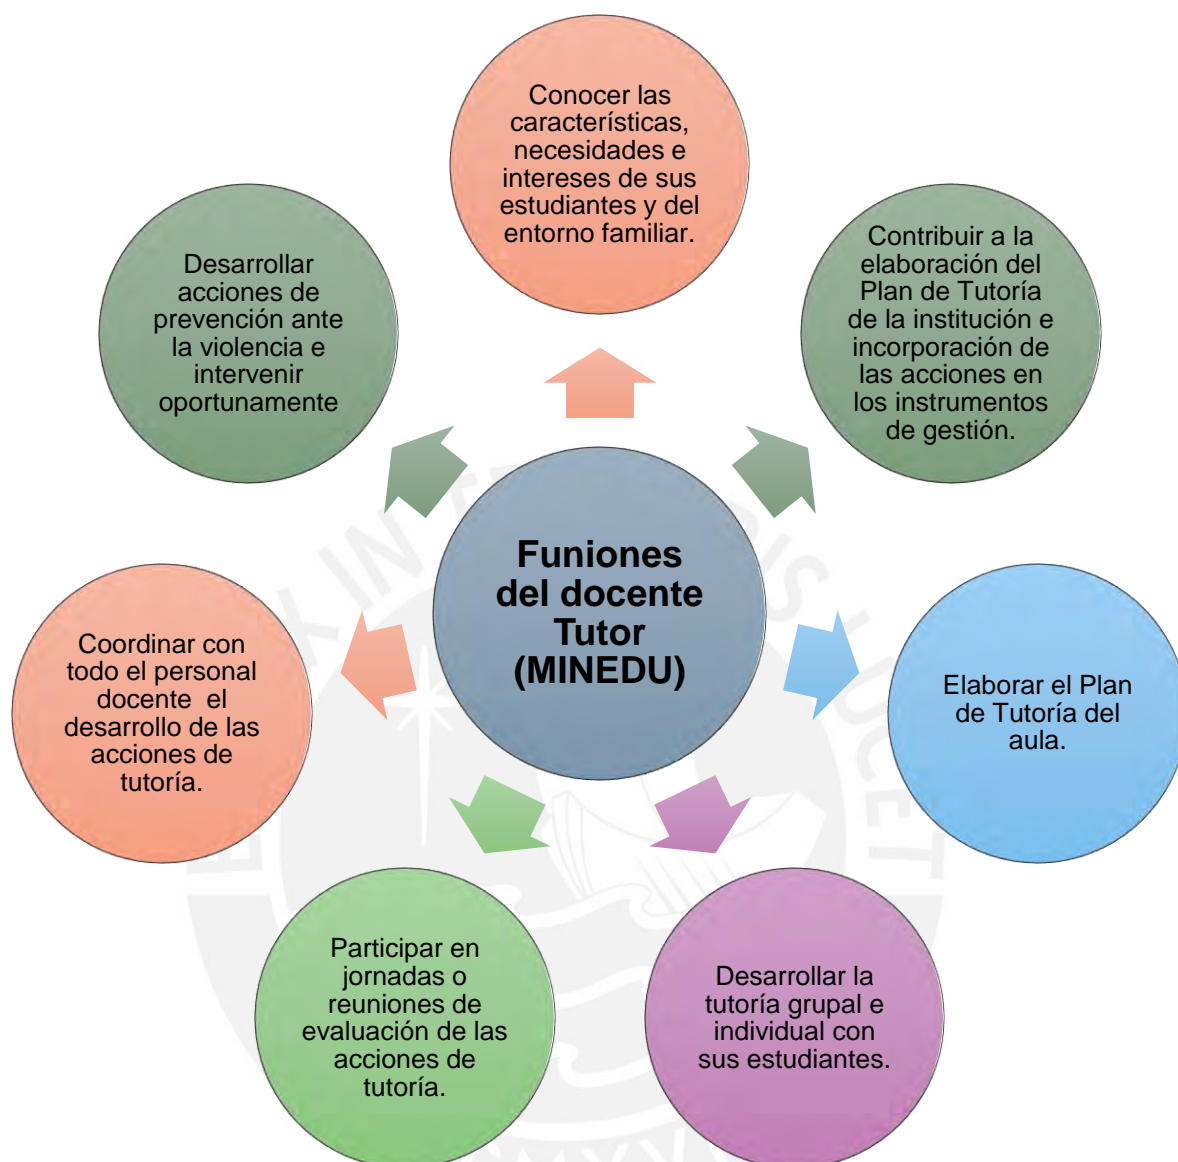 Conocer las
características,
necesidades e
intereses de sus
estudiantes y del
entorno familiar.
Contribuir a la
elaboración del
Plan de Tutoría
de la institución e
incorporación de
las acciones en
los instrumentos
de gestión.
Desarrollar
acciones de
prevención ante
la violencia e
intervenir
oportunamente
Funiones
del docente
Tutor
(MINEDU)
Coordinar con
todo el personal
docente el
desarrollo de las
acciones de
tutoría.
Elaborar el Plan
de Tutoría del
aula.
Participar en
jornadas o
reuniones de
evaluación de las
acciones de
tutoría.
Desarrollar la
tutoría grupal e
individual con
sus estudiantes.